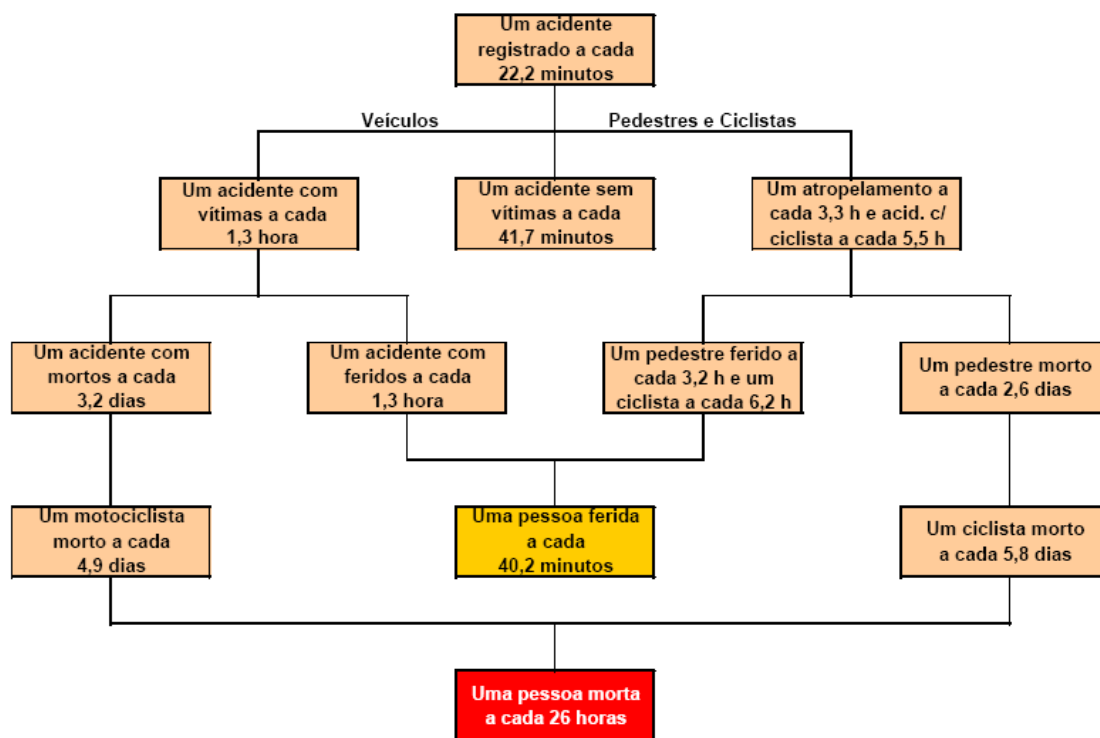 Um acidente
registrado a cada
22,2 minutos
Veículos
Pedestres e Ciclistas
Um acidente com
vítimas a cada
1,3 hora
Um acidente sem
vítimas a cada
41,7 minutos
Um atropelamento a
cada 3,3 h e acid. c/
ciclista a cada 5,5 h
Um acidente com
mortos a cada
3,2 dias
Um acidente com
feridos a cada
1,3 hora
Um pedestre ferido a
cada 3,2 h e um
ciclista a cada 6,2 h
Um pedestre morto
a cada 2,6 dias
Um motociclista
morto a cada
4,9 dias
Uma pessoa ferida
a cada
40,2 minutos
Um ciclista morto
a cada 5,8 dias
Uma pessoa morta
a cada 26 horas